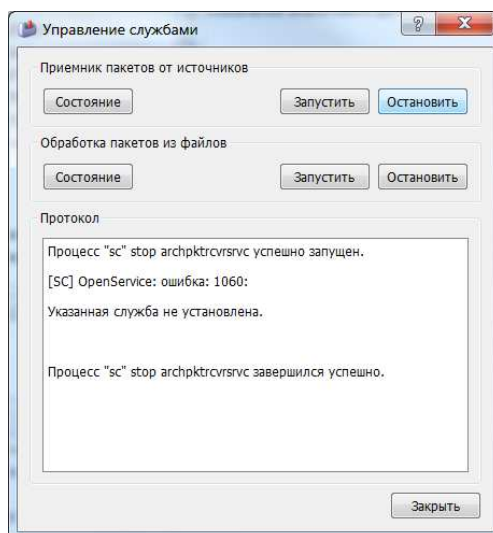 Управление службами
Приемник пакетов от источников
Состояние Запустить Остановить
Обработка пакетов из файлов
Состояние Запустить Остановить
Протокол
Процесс "sc" stop archpktrcvrsrvc успешно запущен.
[SC] OpenService: ошибка: 1060:
Указанная служба не установлена.
Процесс "sc" stop archpktrcvrsrvc завершился успешно.
Закрыть